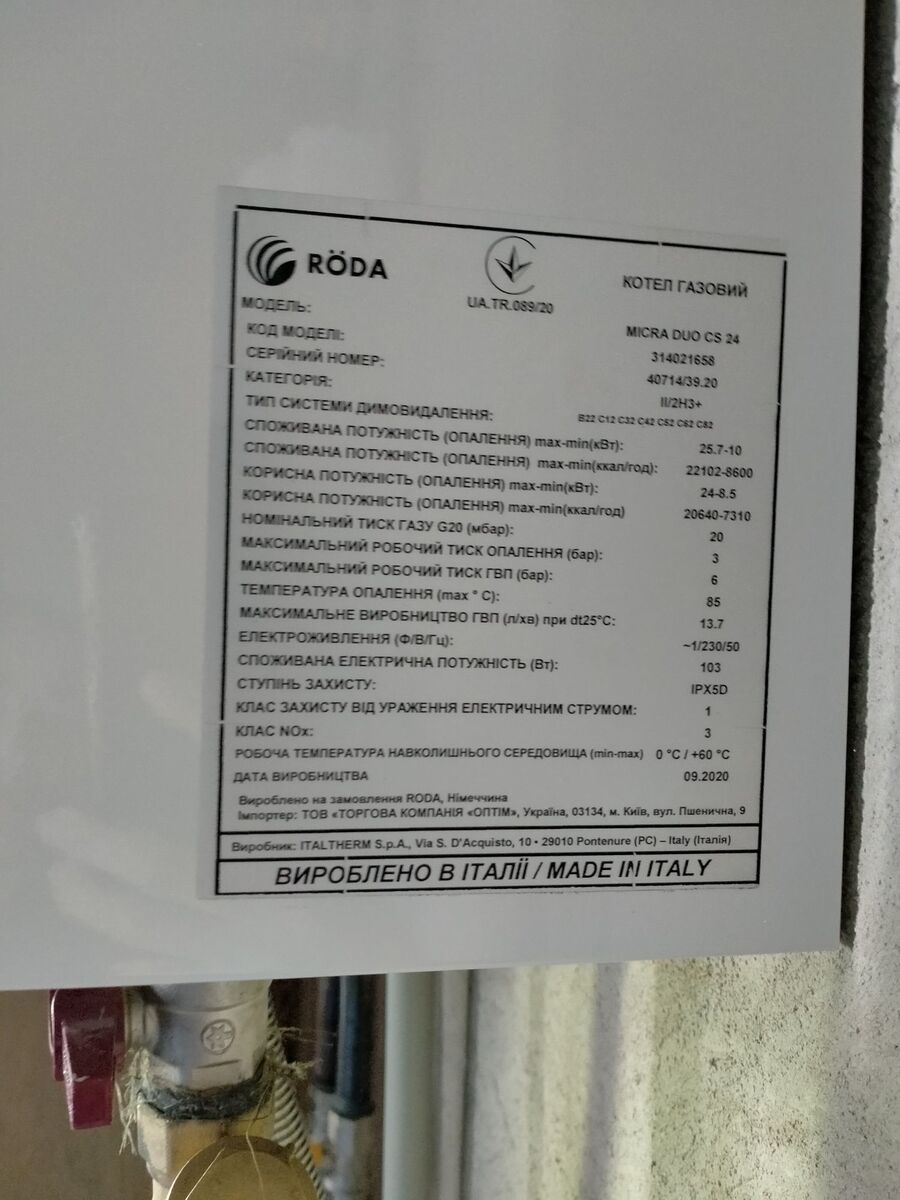 RÖDA
UA.TR.089/20
КОТЕЛ ГАЗОВИЙ
МОДЕЛЬ: MICRA DUO CS 24
КОД МОДЕЛІ: 314021658
СЕРІЙНИЙ НОМЕР: 40714/39.20
КАТЕГОРІЯ: II/2H3+
ТИП СИСТЕМИ ДИМОВИДАЛЕННЯ: B22 C12 C32 C42 C52 C62 C82
СПОЖИВАНА ПОТУЖНІСТЬ (ОПАЛЕННЯ) max-min(кВт): 25.7-10
СПОЖИВАНА ПОТУЖНІСТЬ (ОПАЛЕННЯ) max-min(ккал/год): 22102-8600
КОРИСНА ПОТУЖНІСТЬ (ОПАЛЕННЯ) max-min(кВт): 24-8.5
КОРИСНА ПОТУЖНІСТЬ (ОПАЛЕННЯ) max-min(ккал/год) 20640-7310
НОМІНАЛЬНИЙ ТИСК ГАЗУ G20 (мбар): 20
МАКСИМАЛЬНИЙ РОБОЧИЙ ТИСК ОПАЛЕННЯ (бар): 3
МАКСИМАЛЬНИЙ РОБОЧИЙ ТИСК ГВП (бар): 6
ТЕМПЕРАТУРА ОПАЛЕННЯ (max ° C): 85
МАКСИМАЛЬНЕ ВИРОБНИЦТВО ГВП (л/хв) при dt25°C: 13.7
ЕЛЕКТРОЖИВЛЕННЯ (Ф/В/Гц): ~1/230/50
СПОЖИВАНА ЕЛЕКТРИЧНА ПОТУЖНІСТЬ (Вт): 103
СТУПІНЬ ЗАХИСТУ: IPX5D
КЛАС ЗАХИСТУ ВІД УРАЖЕННЯ ЕЛЕКТРИЧНИМ СТРУМОМ: 1
КЛАС NOx: 3
РОБОЧА ТЕМПЕРАТУРА НАВКОЛИШНЬОГО СЕРЕДОВИЩА (min-max) 0 °C / +60 °C
ДАТА ВИРОБНИЦТВА 09.2020
Вироблено на замовлення RODA, Німеччина
Імпортер: ТОВ «ТОРГОВА КОМПАНІЯ «ОПТІМ», Україна, 03134, м. Київ, вул. Пшенична, 9
Виробник: ITALTHERM S.p.A., Via S. D'Acquisto, 10 • 29010 Pontenure (PC) – Italy (Італія)
ВИРОБЛЕНО В ІТАЛІЇ / MADE IN ITALY